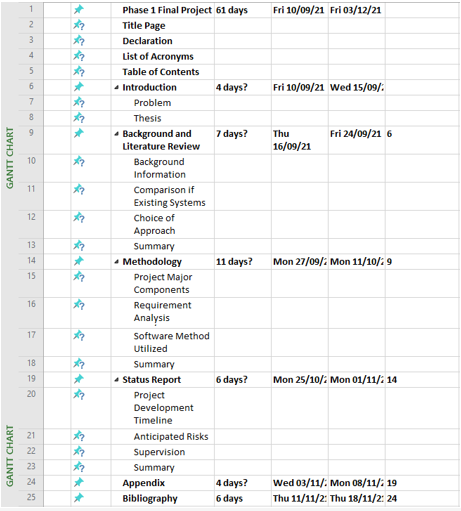 GANTT CHART
GANTT CHART
1 Phase 1 Final Project 61 days Fri 10/09/21 Fri 03/12/21
2 Title Page
3 Declaration
4 List of Acronyms
5 Table of Contents
6 Introduction 4 days? Fri 10/09/21 Wed 15/09/2
7 Problem
8 Thesis
9 Background and 7 days? Thu Fri 24/09/21 6
Literature Review 16/09/21
10 Background
Information
11 Comparison if
Existing Systems
12 Choice of
Approach
13 Summary
14 Methodology 11 days? Mon 27/09/2 Mon 11/10/2 9
15 Project Major
Components
16 Requirement
Analysis
17 Software Method
Utilized
18 Summary
19 Status Report 6 days? Mon 25/10/2 Mon 01/11/2 14
20 Project
Development
Timeline
21 Anticipated Risks
22 Supervision
23 Summary
24 Appendix 4 days? Wed 03/11/ Mon 08/11/2 19
25 Bibliography 6 days Thu 11/11/21 Thu 18/11/21 24